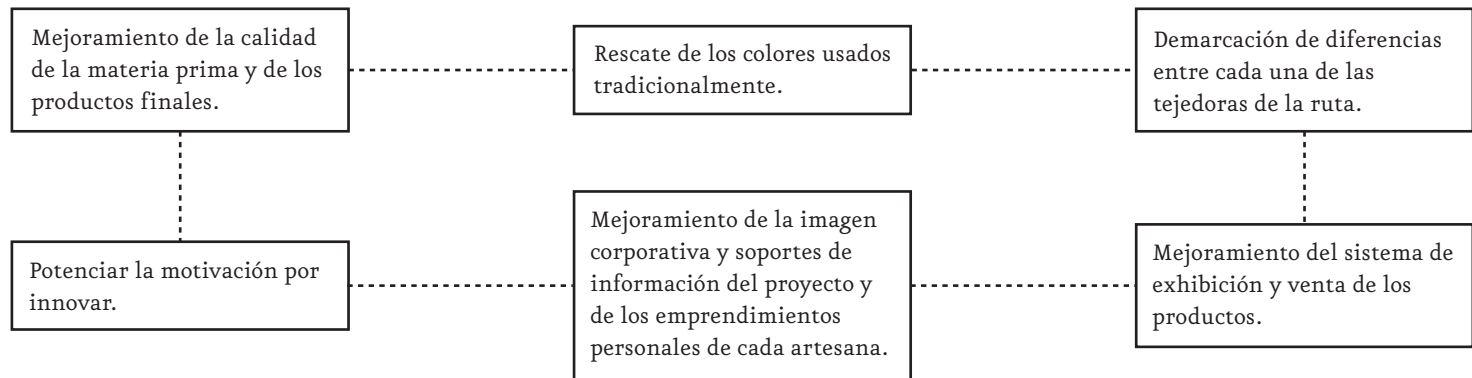 Mejoramiento de la calidad
de la materia prima y de los
productos finales.
Rescate de los colores usados
tradicionalmente.
Demarcación de diferencias
entre cada una de las
tejedoras de la ruta.
Potenciar la motivación por
innovar.
Mejoramiento de la imagen
corporativa y soportes de
información del proyecto y
de los emprendimientos
personales de cada artesana.
Mejoramiento del sistema de
exhibición y venta de los
productos.